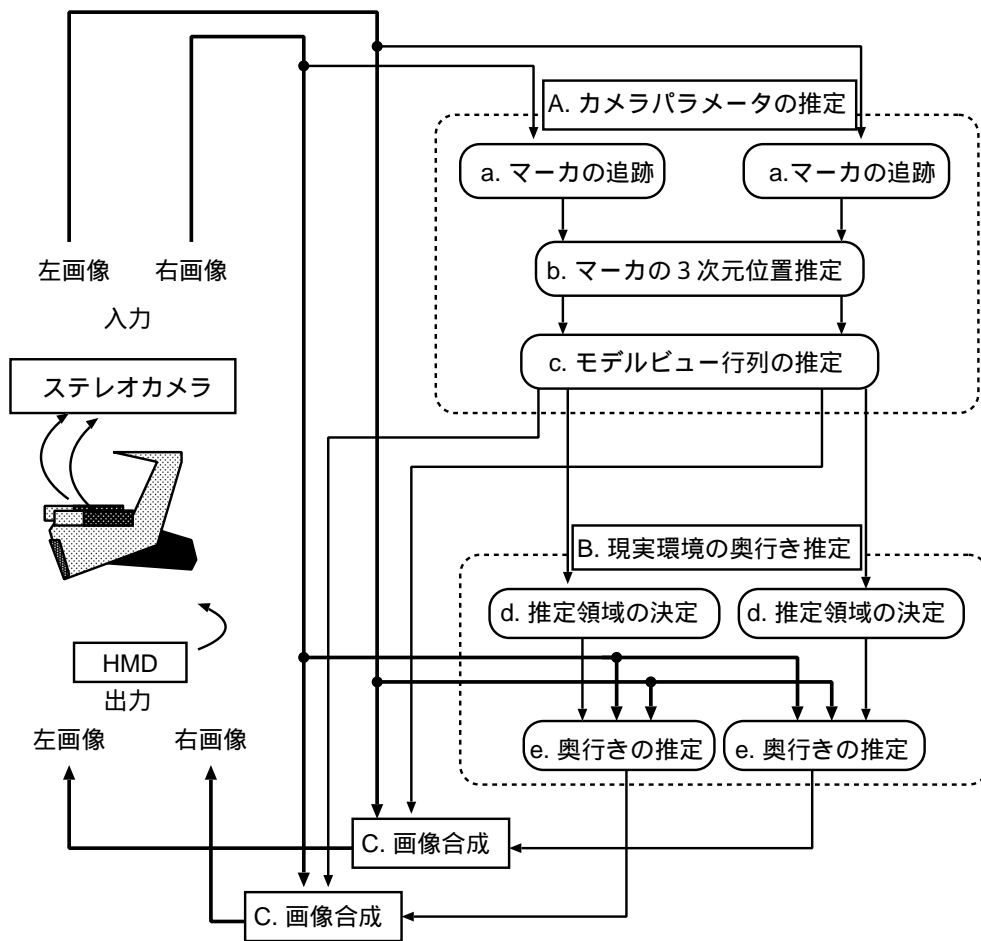 A. カメラパラメータの推定
a. マーカの追跡
a.マーカの追跡
b. マーカの３次元位置推定
c. モデルビュー行列の推定
左画像
右画像
入力
ステレオカメラ
B. 現実環境の奥行き推定
d. 推定領域の決定
d. 推定領域の決定
HMD
出力
左画像
右画像
e. 奥行きの推定
e. 奥行きの推定
C. 画像合成
C. 画像合成